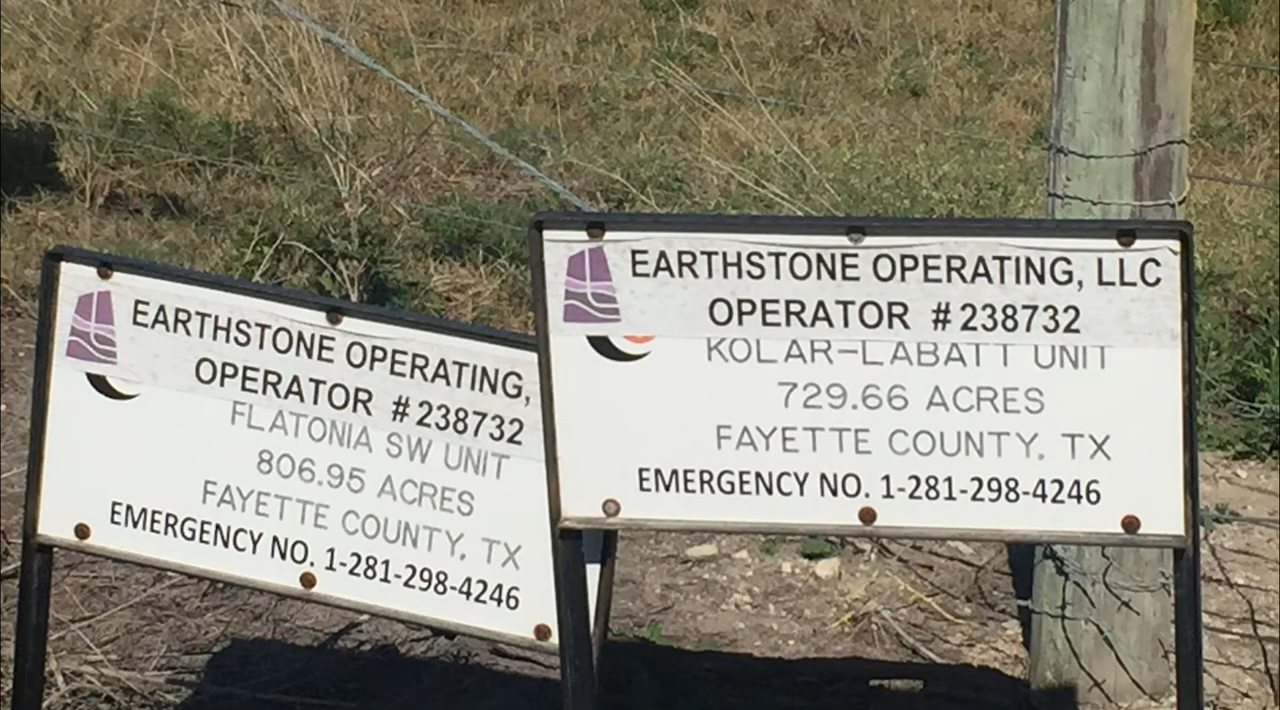 EARTHSTONE OPERATING,
OPERATOR #238732
FLATONIA SW UNIT
806.95 ACRES
FAYETTE COUNTY, TX
EMERGENCY NO. 1-281-298-4246
EARTHSTONE OPERATING, LLC
OPERATOR #238732
KOLAR-LABATT UNIT
729.66 ACRES
FAYETTE COUNTY, TX
EMERGENCY NO. 1-281-298-4246